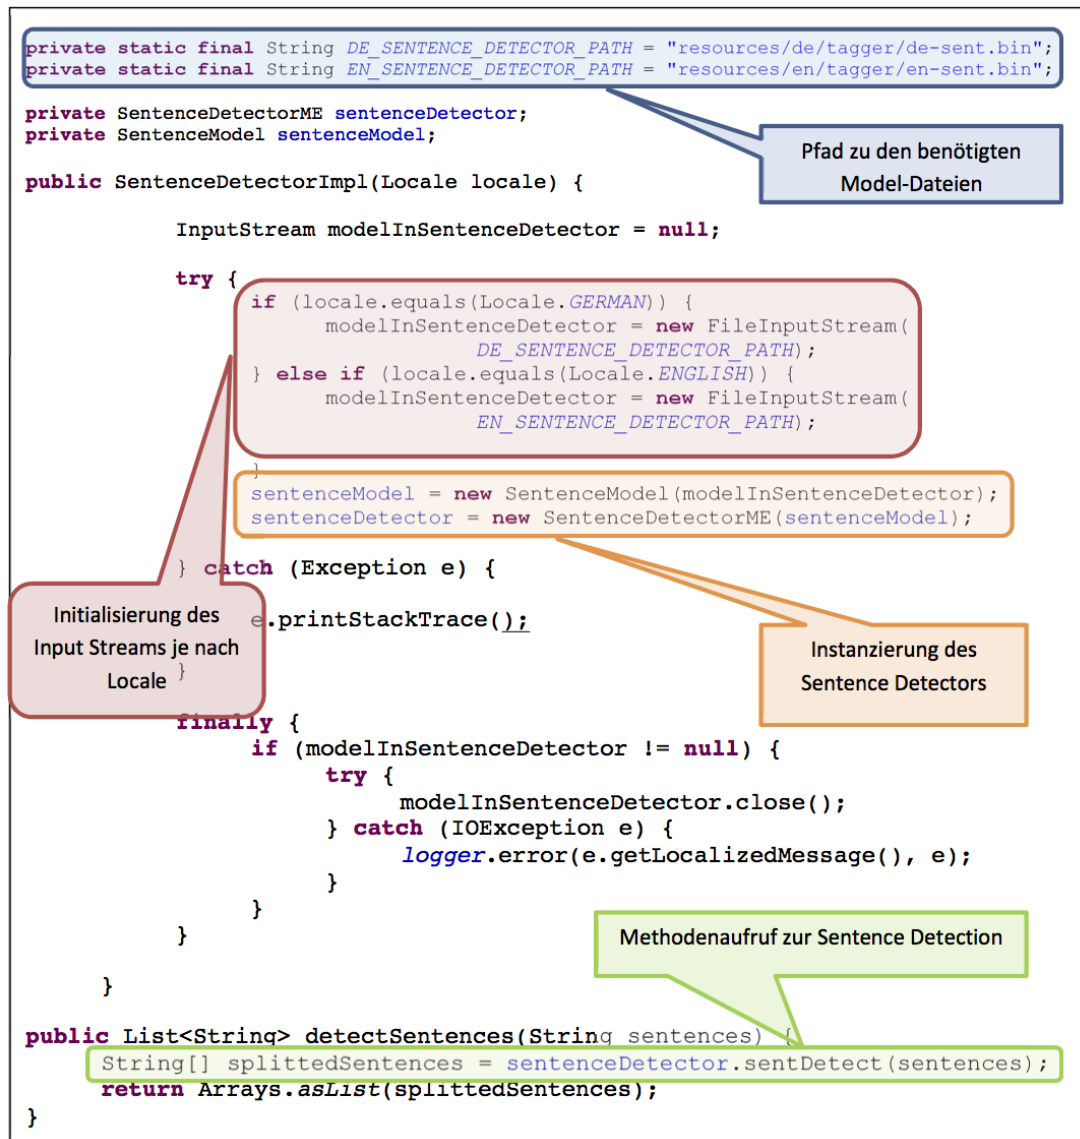 private static final String DE_SENTENCE_DETECTOR_PATH = "resources/de/tagger/de-sent.bin";
private static final String EN_SENTENCE_DETECTOR_PATH = "resources/en/tagger/en-sent.bin";
private SentenceDetectorME sentenceDetector;
private SentenceModel sentenceModel;
Pfad zu den benötigten
Model-Dateien
public SentenceDetectorImpl(Locale locale) {
InputStream modelInSentenceDetector = null;
try {
if (locale.equals(Locale.GERMAN)) {
modelInSentenceDetector = new FileInputStream(
DE_SENTENCE_DETECTOR_PATH);
} else if (locale.equals(Locale.ENGLISH)) {
modelInSentenceDetector = new FileInputStream(
EN_SENTENCE_DETECTOR_PATH);
}
sentenceModel = new SentenceModel(modelInSentenceDetector);
sentenceDetector = new SentenceDetectorME(sentenceModel);
} catch (Exception e) {
Initialisierung des
Input Streams je nach
Locale
e.printStackTrace();
Instanzierung des
Sentence Detectors
}
finally {
if (modelInSentenceDetector != null) {
try {
modelInSentenceDetector.close();
} catch (IOException e) {
logger.error(e.getLocalizedMessage(), e);
}
}
}
Methodenaufruf zur Sentence Detection
}
public List<String> detectSentences(String sentences) {
String[] splittedSentences = sentenceDetector.sentDetect(sentences);
return Arrays.asList(splittedSentences);
}